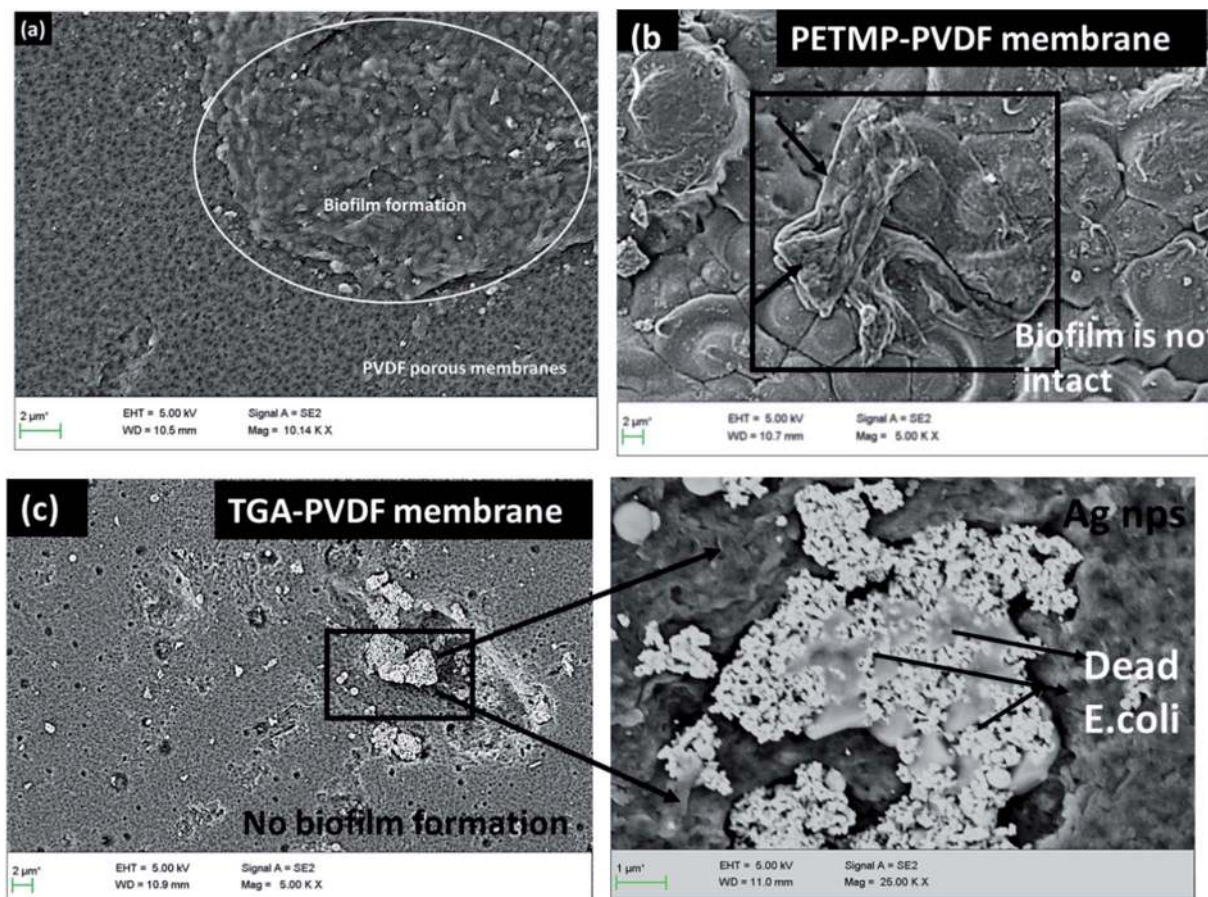 (a)
Biofilm formation
PVDF porous membranes
2 µm*
EHT = 5.00 kV
Signal A = SE2
WD = 10.5 mm
Mag = 10.14 K X
(b)
PETMP-PVDF membrane
Biofilm is not
intact
2 µm*
EHT = 5.00 kV
Signal A = SE2
WD = 10.7 mm
Mag = 5.00 K X
(c)
TGA-PVDF membrane
No biofilm formation
2 µm*
EHT = 5.00 kV
Signal A = SE2
WD = 10.9 mm
Mag = 5.00 K X
Ag nps
Dead
E.coli
1 µm*
EHT = 5.00 kV
Signal A = SE2
WD = 11.0 mm
Mag = 25.00 K X